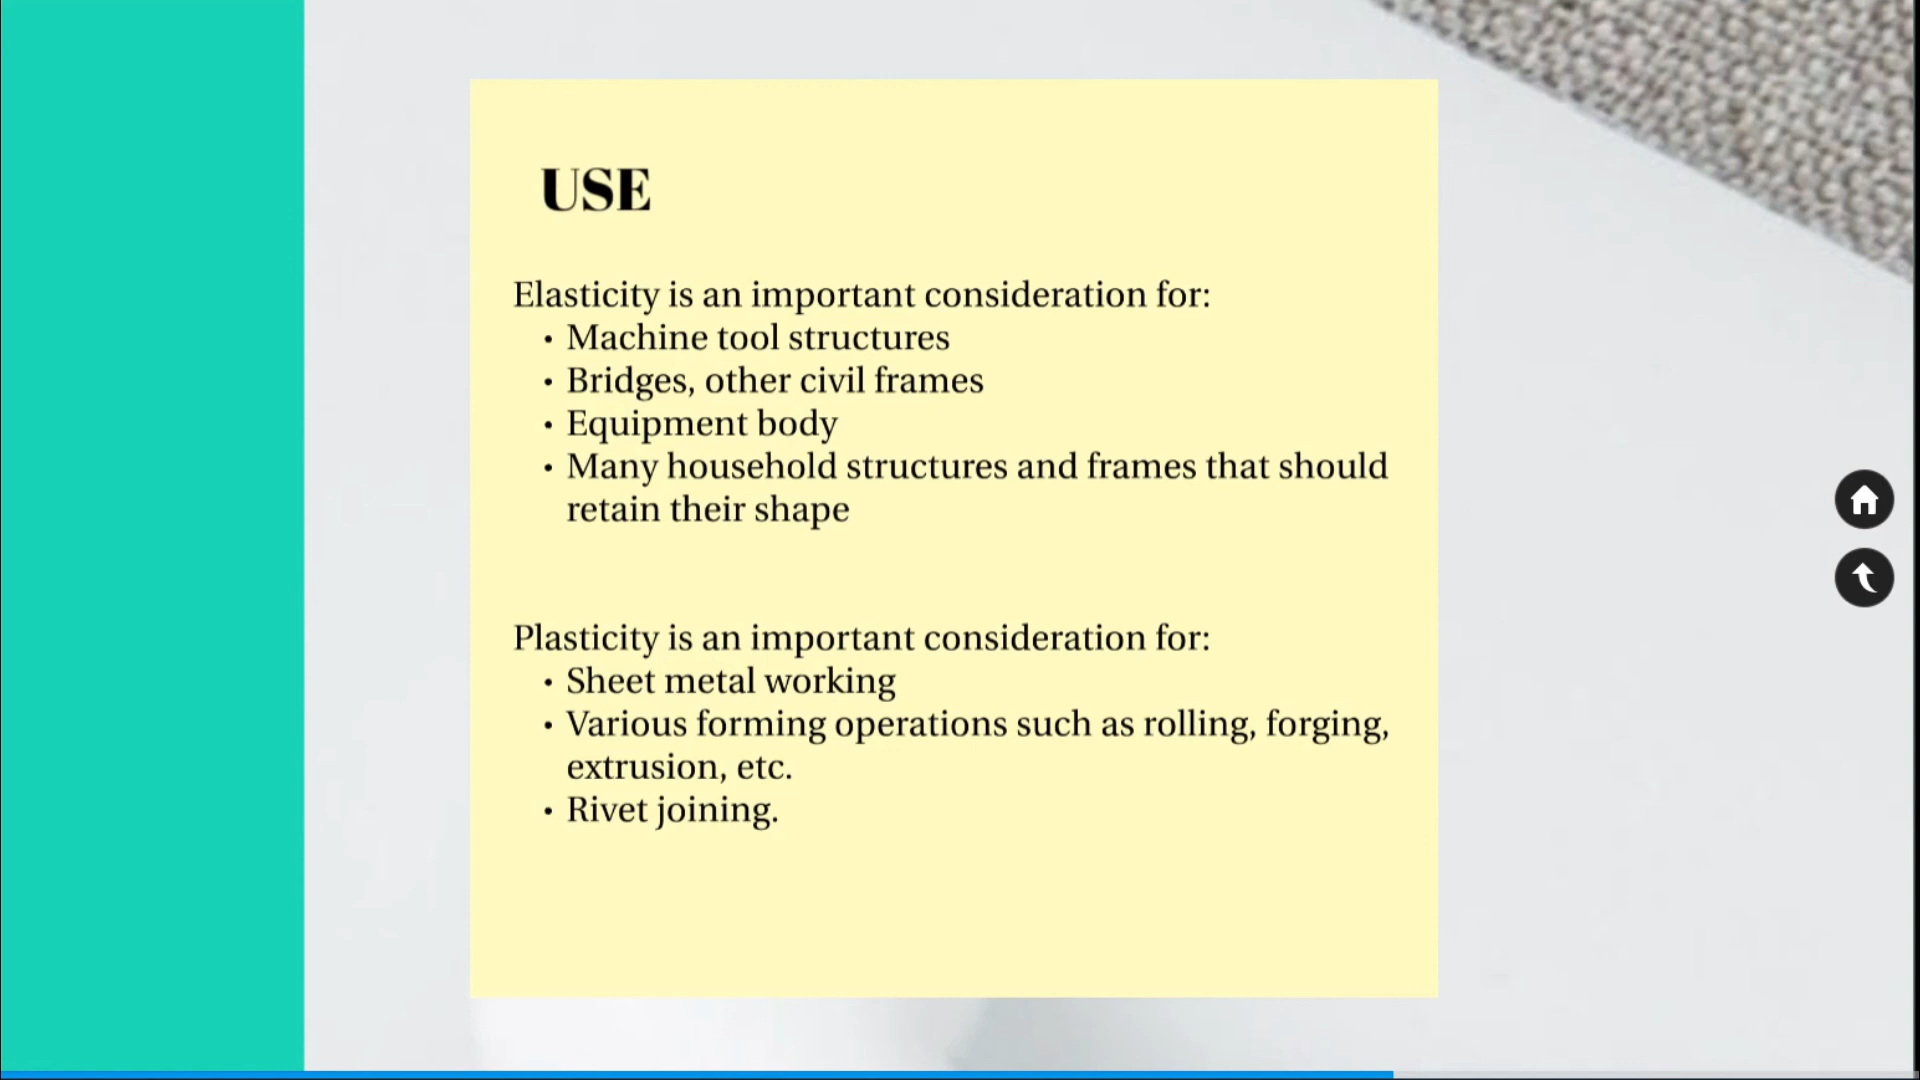 USE
Elasticity is an important consideration for:
• Machine tool structures
• Bridges, other civil frames
• Equipment body
• Many household structures and frames that should
retain their shape
Plasticity is an important consideration for:
• Sheet metal working
• Various forming operations such as rolling, forging,
extrusion, etc.
• Rivet joining.